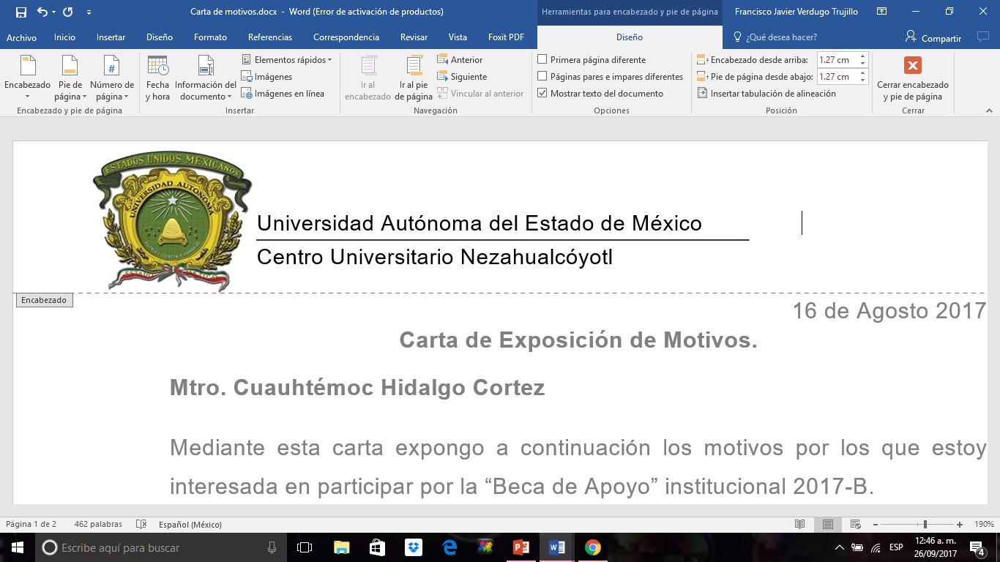 Carta de motivos.docx - Word (Error de activación de productos)
Herramientas para encabezado y pie de página
Francisco Javier Verdugo Trujillo
Archivo Inicio Insertar Diseño Formato Referencias Correspondencia Revisar Vista Foxit PDF Diseño ¿Qué desea hacer? Compartir
Encabezado
Pie de página
Número de página
Encabezado y pie de página
Fecha y hora
Información del documento
Elementos rápidos
Imágenes
Imágenes en línea
Insertar
Ir al encabezado
Ir al pie de página
Anterior
Siguiente
Vincular al anterior
Navegación
Primera página diferente
Páginas pares e impares diferentes
Mostrar texto del documento
Opciones
Encabezado desde arriba: 1.27 cm
Pie de página desde abajo: 1.27 cm
Insertar tabulación de alineación
Posición
Cerrar encabezado y pie de página
Cerrar
ESTADOS UNIDOS MEXICANOS
UNIVERSIDAD AUTONOMA
PATRIA CIENCIA Y TRABAJO
Universidad Autónoma del Estado de México
Centro Universitario Nezahualcóyotl
Encabezado
16 de Agosto 2017
Carta de Exposición de Motivos.
Mtro. Cuauhtémoc Hidalgo Cortez
Mediante esta carta expongo a continuación los motivos por los que estoy
interesada en participar por la “Beca de Apoyo” institucional 2017-B.
Página 1 de 2 462 palabras Español (México) 190%
Escribe aquí para buscar
ESP
12:46 a. m.
26/09/2017
4